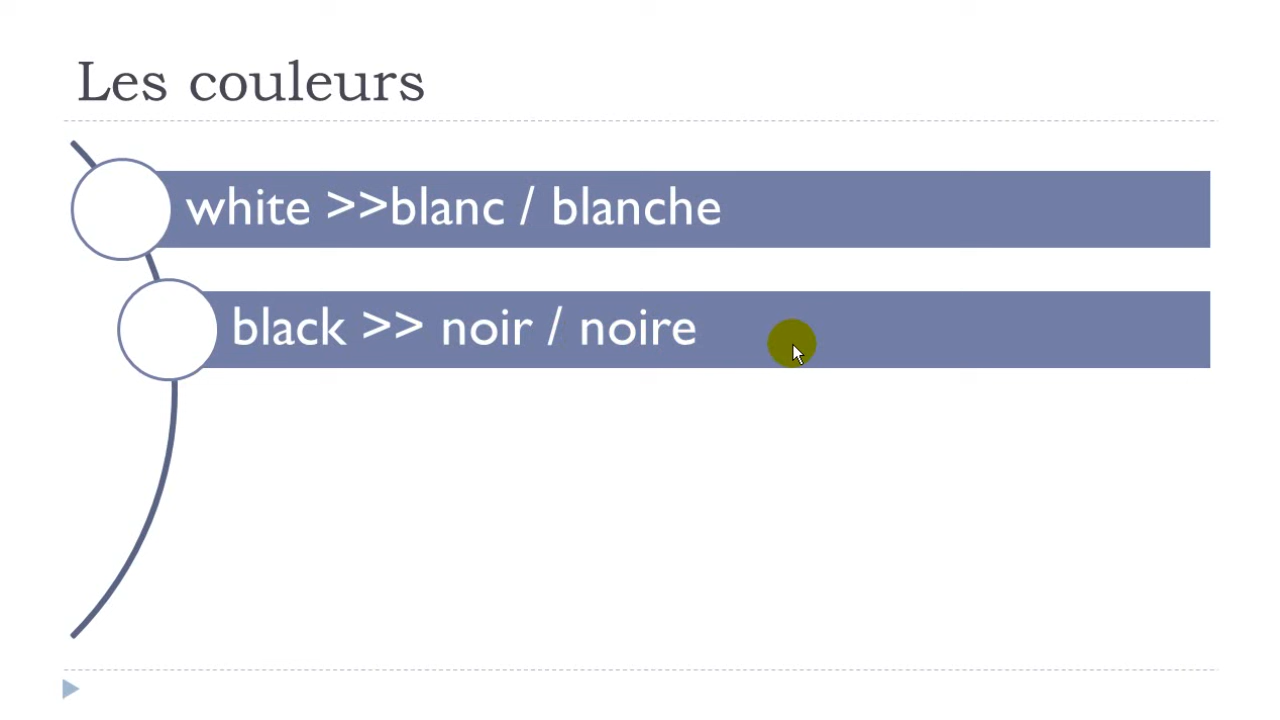 Les couleurs
white >>blanc / blanche
black >> noir / noire